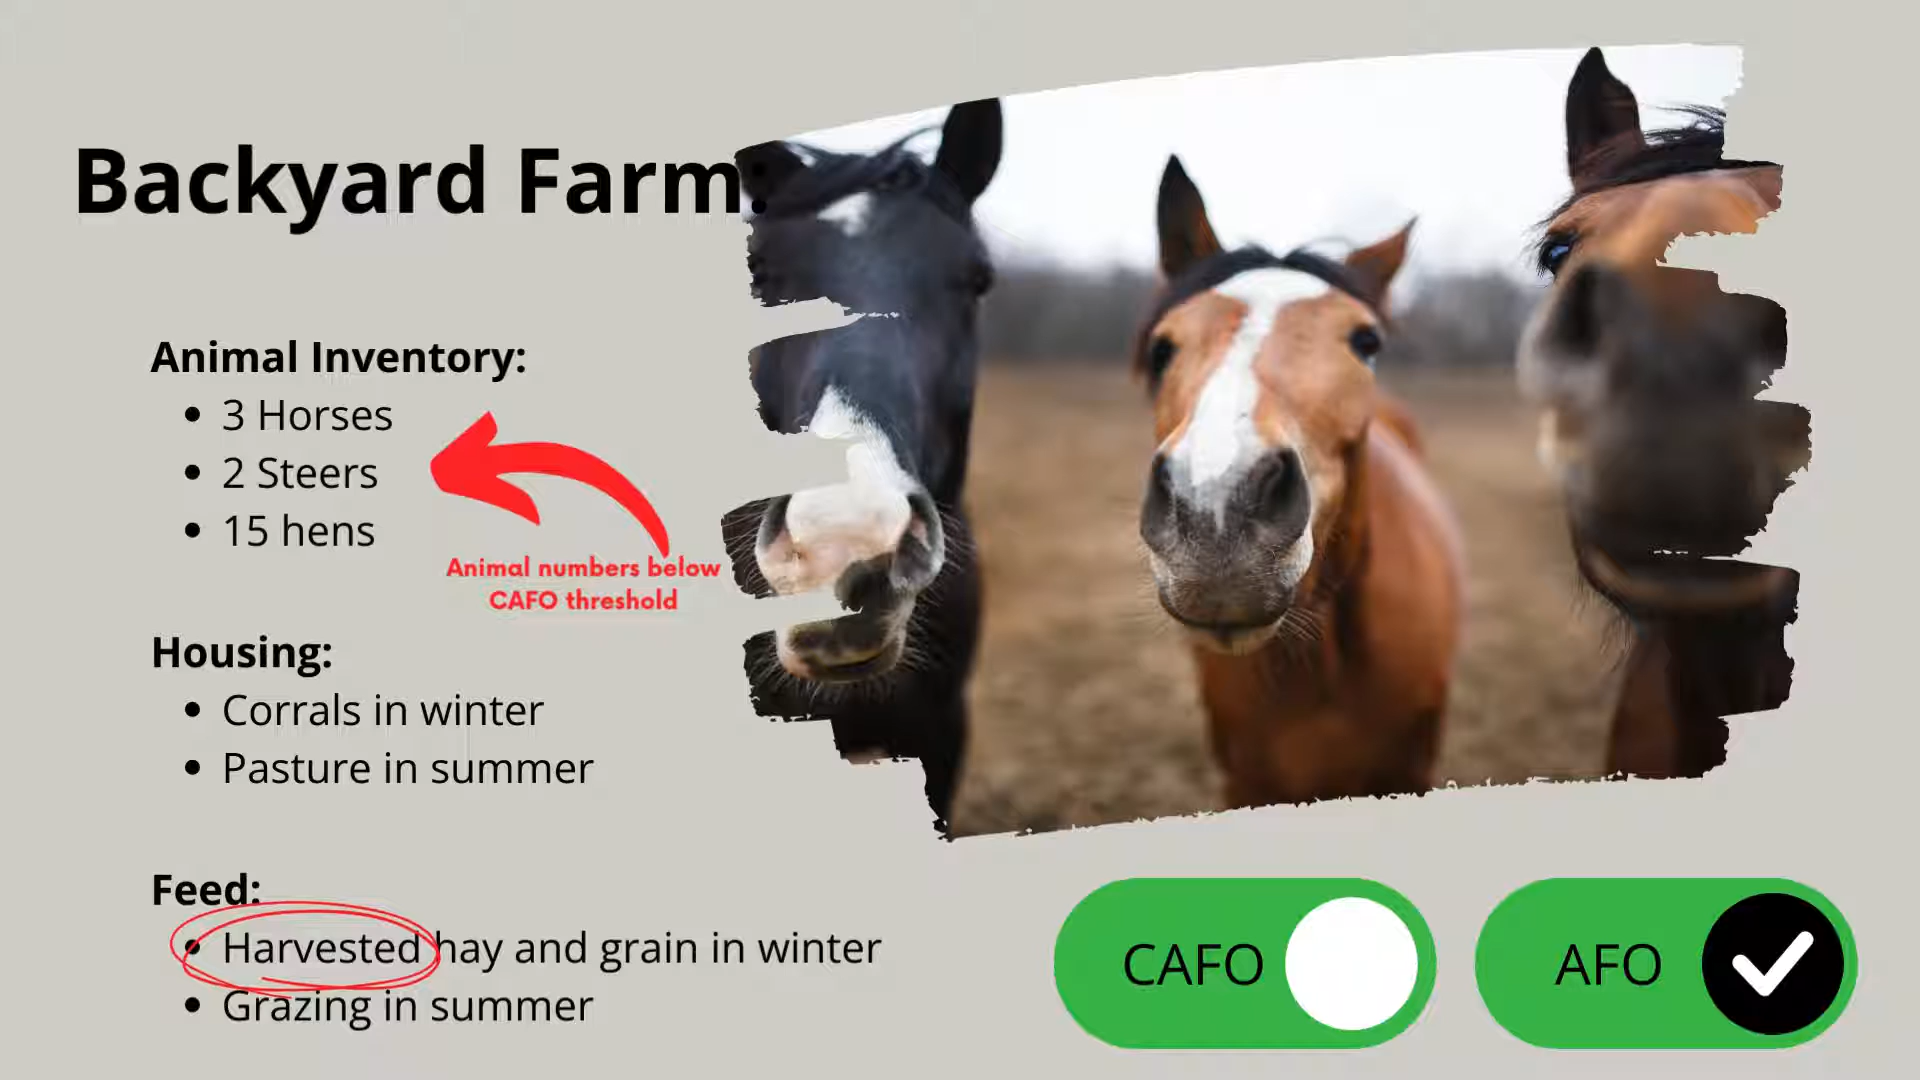 Backyard Farm:
Animal Inventory:
• 3 Horses
• 2 Steers
• 15 hens
Animal numbers below
CAFO threshold
Housing:
• Corrals in winter
• Pasture in summer
Feed:
• Harvested hay and grain in winter
• Grazing in summer
CAFO
AFO